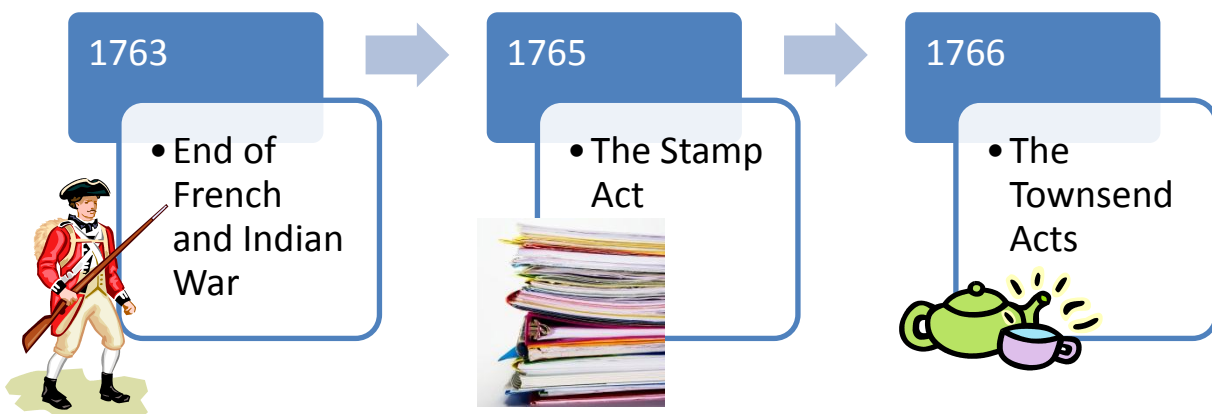 1763
• End of
French
and Indian
War
1765
• The Stamp
Act
1766
• The
Townsend
Acts